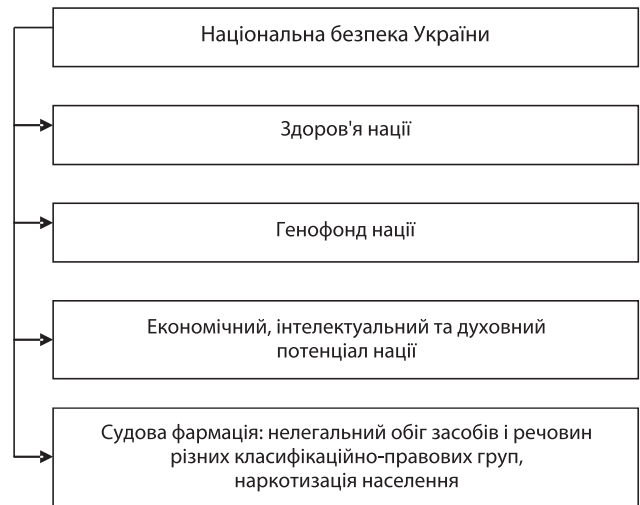 Національна безпека України
Здоров'я нації
Генофонд нації
Економічний, інтелектуальний та духовний
потенціал нації
Судова фармація: нелегальний обіг засобів і речовин
різних класифікаційно-правових груп,
наркотизація населення